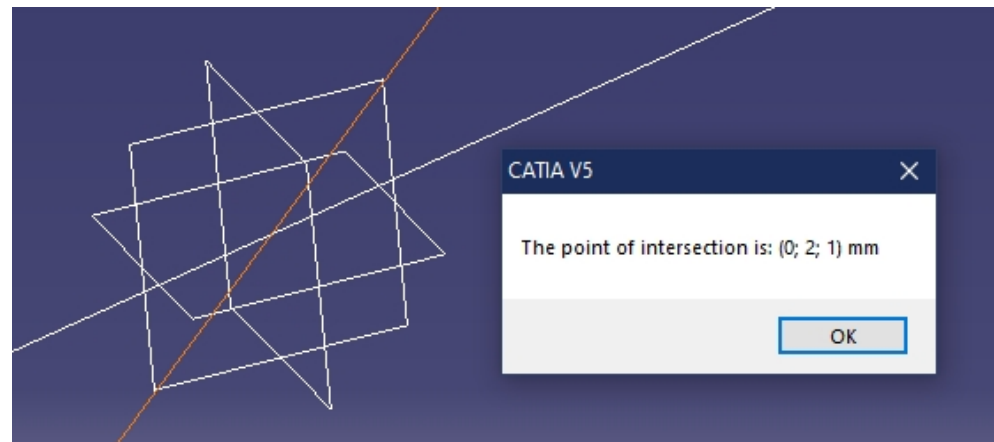 CATIA V5
The point of intersection is: (0; 2; 1) mm
OK